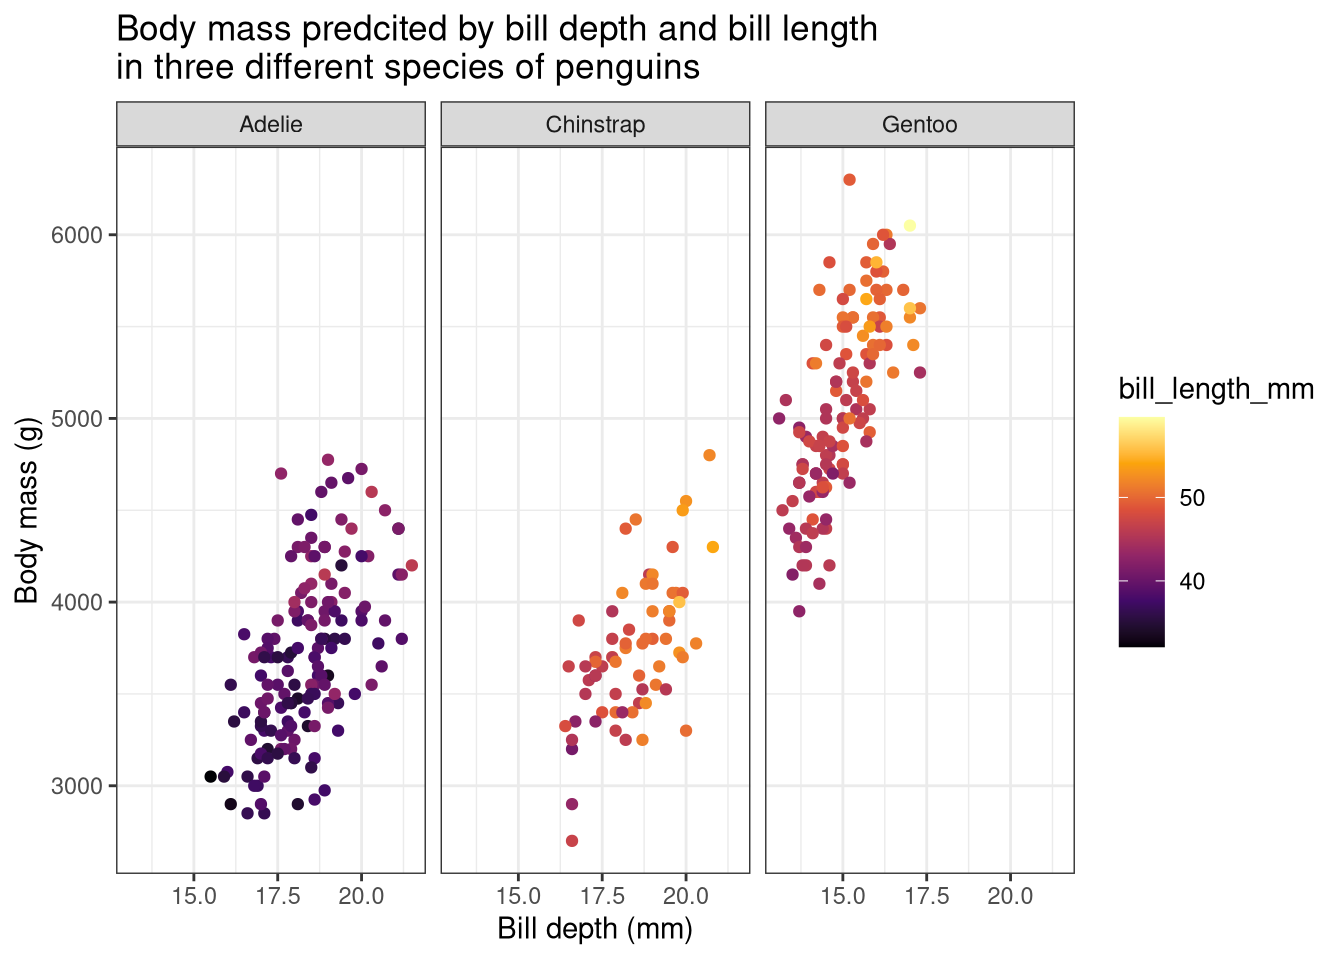 Body mass predcited by bill depth and bill length
in three different species of penguins
Adelie
Chinstrap
Gentoo
6000
5000
4000
3000
Body mass (g)
15.0 17.5 20.0
15.0 17.5 20.0
15.0 17.5 20.0
Bill depth (mm)
bill_length_mm
50
40